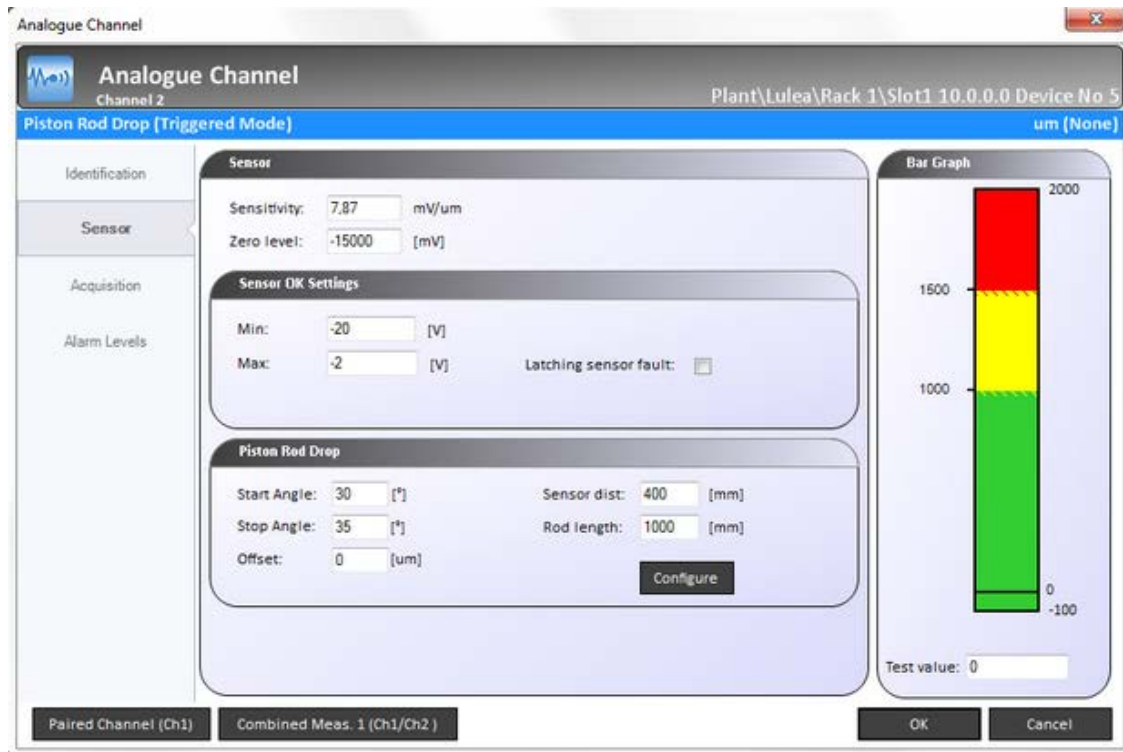 Analogue Channel
Analogue Channel
Channel 2
Plant\Lulea\Rack 1\Slot1 10.0.0.0 Device No 5
Piston Rod Drop (Triggered Mode)
um (None)
Identification
Sensor
Acquisition
Alarm Levels
Sensor
Sensitivity: 7,87 mV/um
Zero level: -15000 [mV]
Sensor OK Settings
Min: -20 [V]
Max: -2 [V] Latching sensor fault:
Piston Rod Drop
Start Angle: 30 [°] Sensor dist: 400 [mm]
Stop Angle: 35 [°] Rod length: 1000 [mm]
Offset: 0 [um]
Configure
Bar Graph
2000
1500
1000
0
-100
Test value: 0
Paired Channel (Ch1) Combined Meas. 1 (Ch1/Ch2 ) OK Cancel